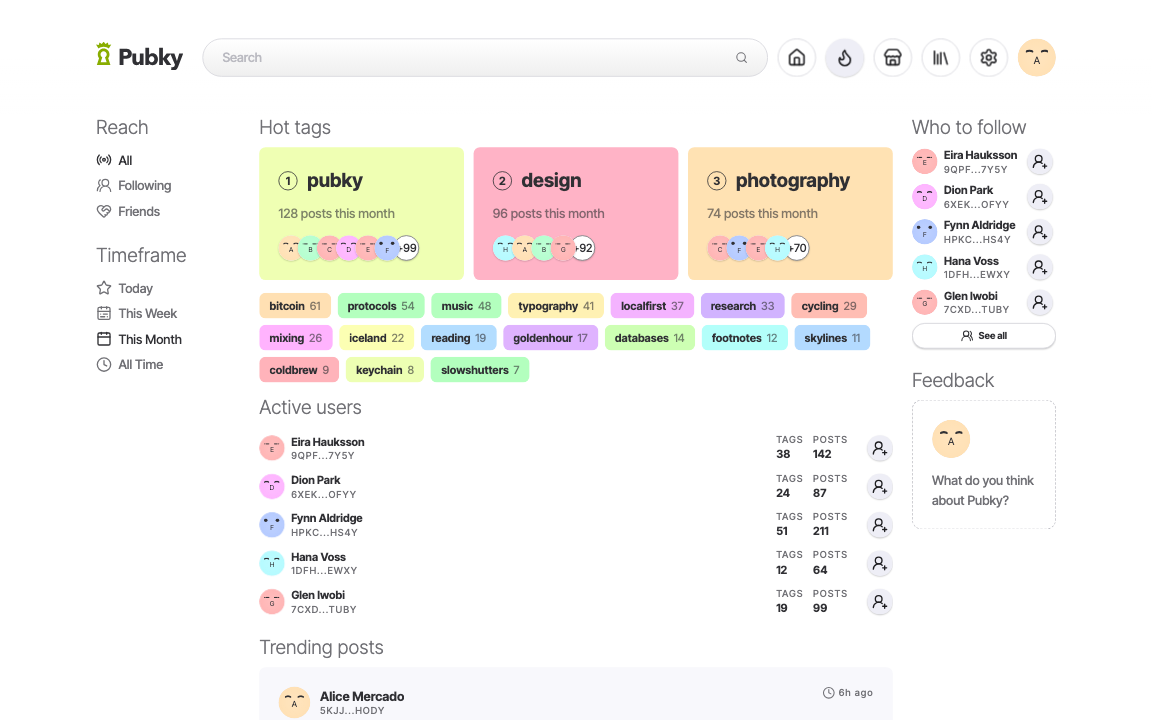 Pubky
Search
A
Reach
All
Following
Friends
Timeframe
Today
This Week
This Month
All Time
Hot tags
1 pubky
128 posts this month
A B C D E F +99
2 design
96 posts this month
H A B G +92
3 photography
74 posts this month
C F E H +70
bitcoin 61
protocols 54
music 48
typography 41
localfirst 37
research 33
cycling 29
mixing 26
iceland 22
reading 19
goldenhour 17
databases 14
footnotes 12
skylines 11
coldbrew 9
keychain 8
slowshutters 7
Active users
E
Eira Hauksson
9QPF...7Y5Y
TAGS POSTS
38 142
D
Dion Park
6XEK...OFYY
TAGS POSTS
24 87
F
Fynn Aldridge
HPKC...HS4Y
TAGS POSTS
51 211
H
Hana Voss
1DFH...EWXY
TAGS POSTS
12 64
G
Glen Iwobi
7CXD...TUBY
TAGS POSTS
19 99
Trending posts
A
Alice Mercado
5KJJ...HODY
6h ago
Who to follow
E
Eira Hauksson
9QPF...7Y5Y
D
Dion Park
6XEK...OFYY
F
Fynn Aldridge
HPKC...HS4Y
H
Hana Voss
1DFH...EWXY
G
Glen Iwobi
7CXD...TUBY
See all
Feedback
A
What do you think
about Pubky?